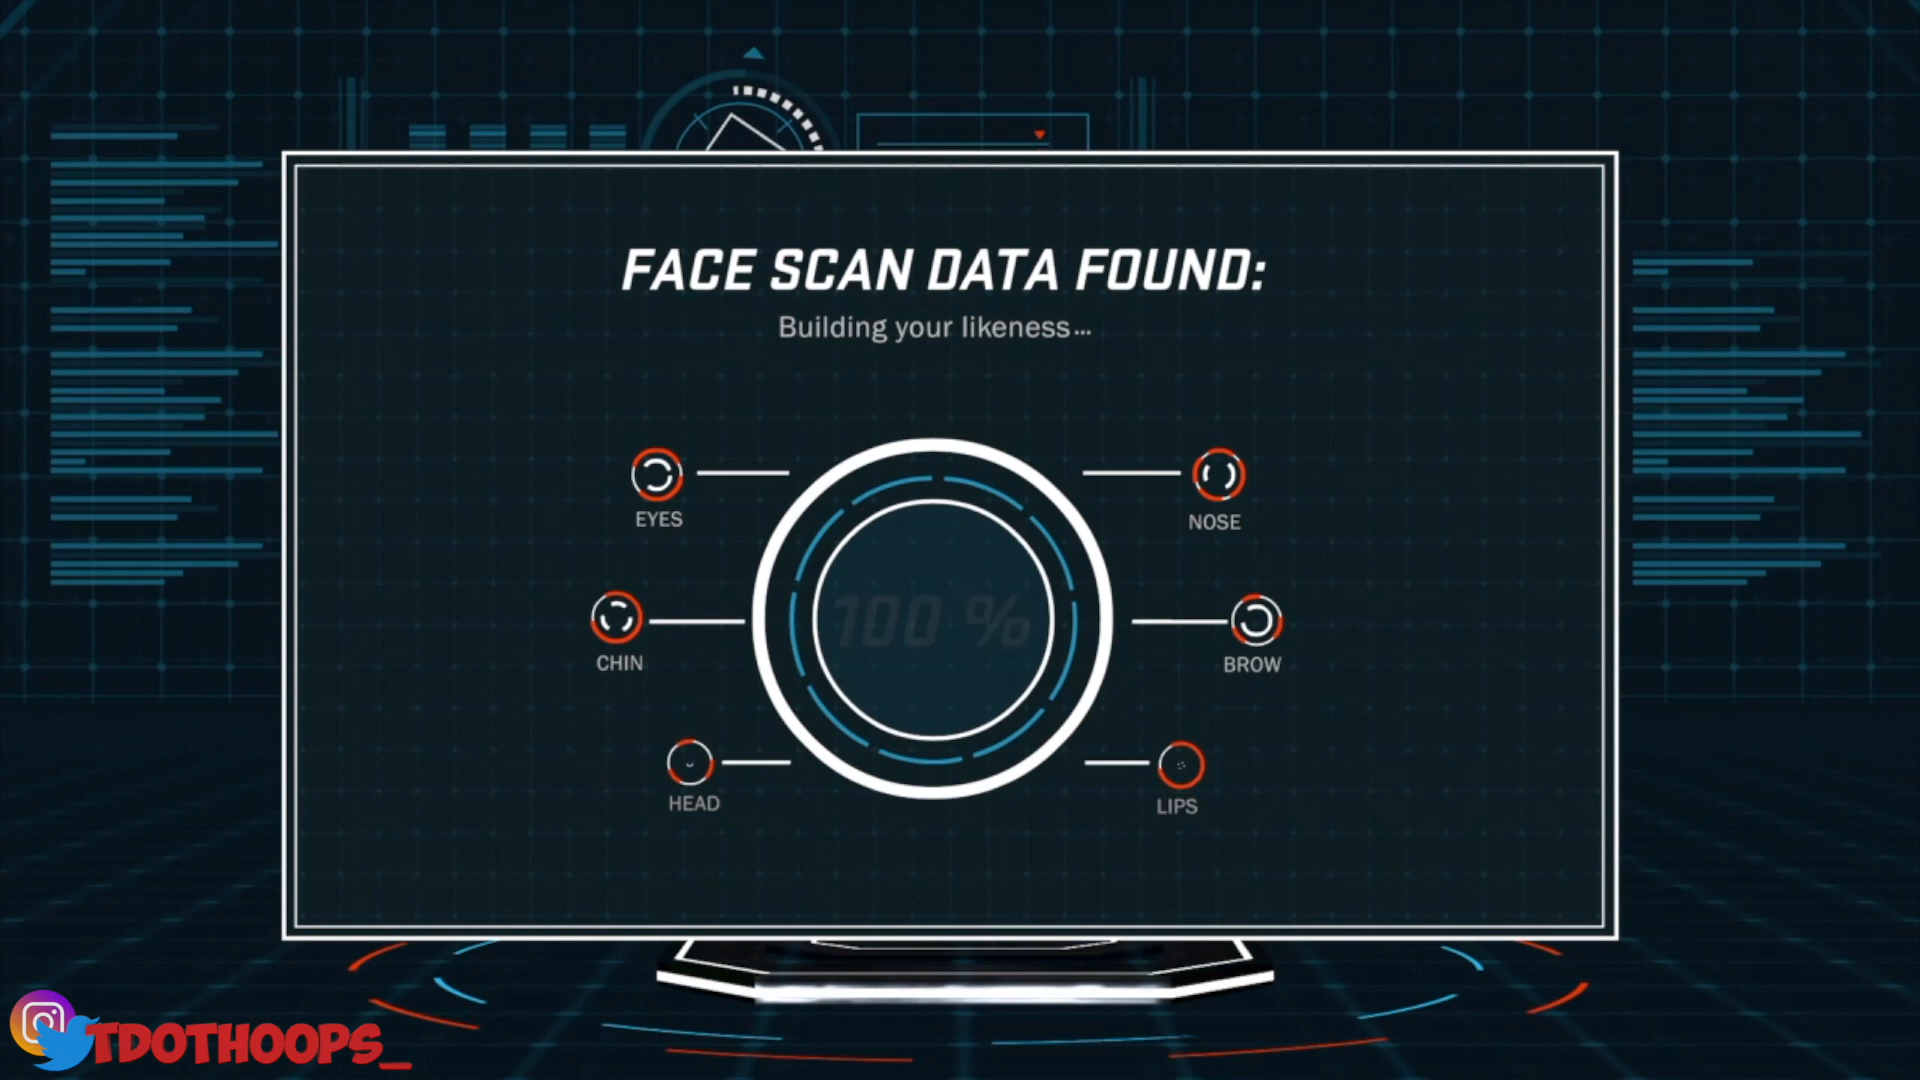 FACE SCAN DATA FOUND:
Building your likeness...
EYES
NOSE
100 %
CHIN
BROW
HEAD
LIPS
TDOTHOOPS_